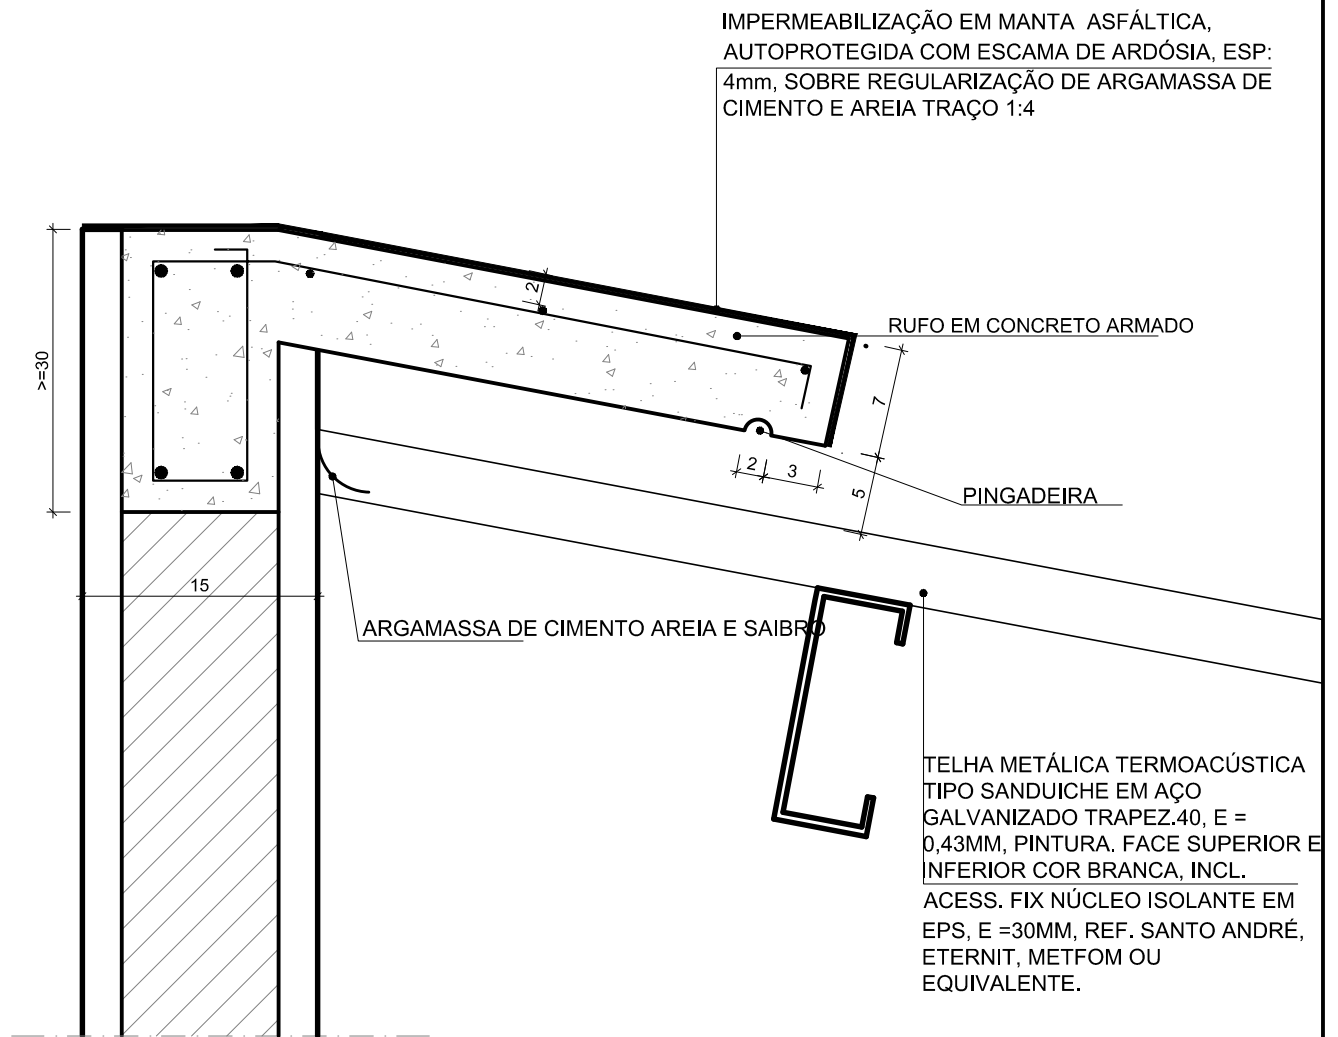 IMPERMEABILIZAÇÃO EM MANTA ASFÁLTICA,
AUTOPROTEGIDA COM ESCAMA DE ARDÓSIA, ESP:
4mm, SOBRE REGULARIZAÇÃO DE ARGAMASSA DE
CIMENTO E AREIA TRAÇO 1:4
2
RUFO EM CONCRETO ARMADO
>=30
7
2
3
5
PINGADEIRA
15
ARGAMASSA DE CIMENTO AREIA E SAIBRO
TELHA METÁLICA TERMOACÚSTICA
TIPO SANDUICHE EM AÇO
GALVANIZADO TRAPEZ.40, E =
0,43MM, PINTURA. FACE SUPERIOR E
INFERIOR COR BRANCA, INCL.
ACESS. FIX NÚCLEO ISOLANTE EM
EPS, E =30MM, REF. SANTO ANDRÉ,
ETERNIT, METFOM OU
EQUIVALENTE.